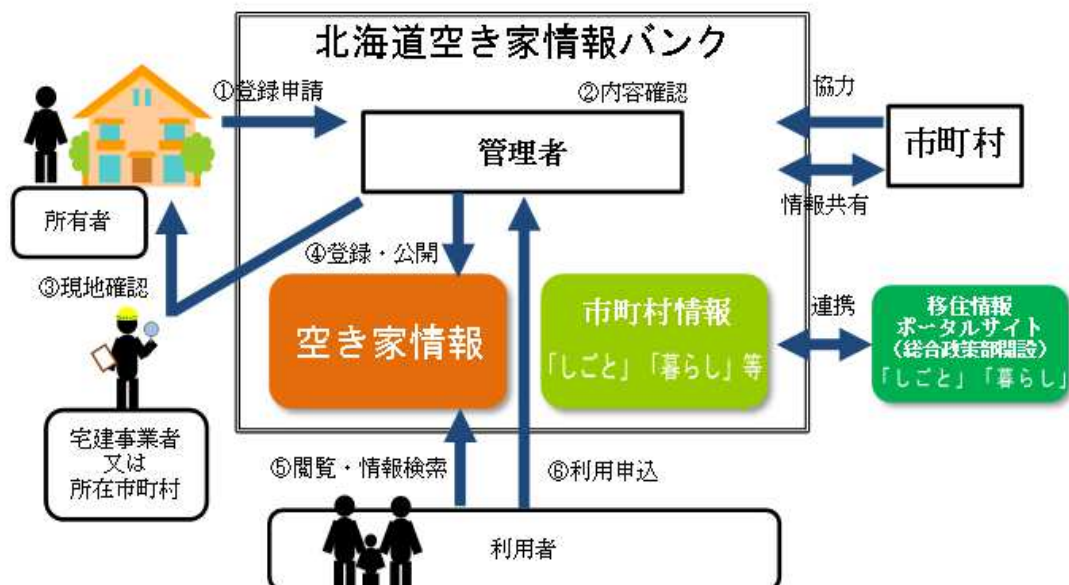 北海道空き家情報バンク
①登録申請
②内容確認
協力
管理者
市町村
情報共有
所有者
④登録・公開
③現地確認
空き家情報
市町村情報
「しごと」「暮らし」等
連携
移住情報
ポータルサイト
（総合政策部開設）
「しごと」「暮らし」
宅建事業者
又は
所在市町村
⑤閲覧・情報検索
⑥利用申込
利用者